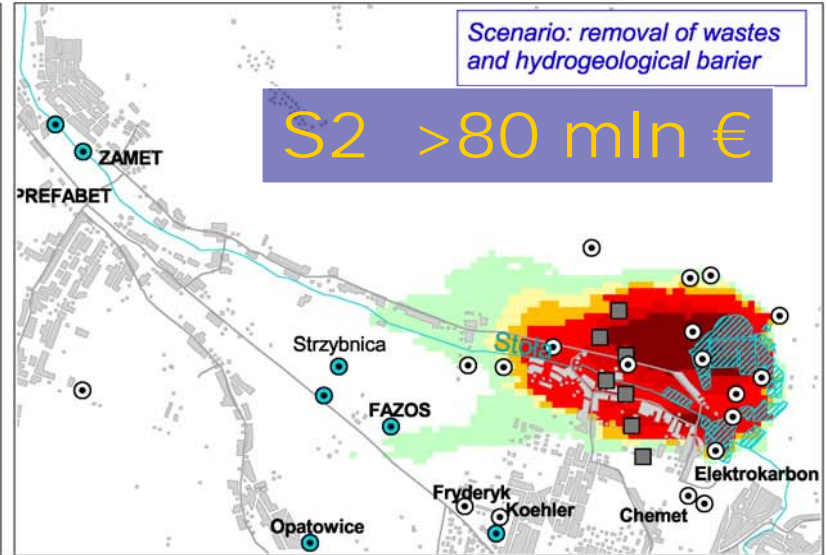 Scenario: removal of wastes
and hydrogeological barier
S2 >80 mln €
ZAMET
PREFABET
Stoła
Strzybnica
FAZOS
Elektrokarbon
Fryderyk
Koehler
Chemet
Opatowice